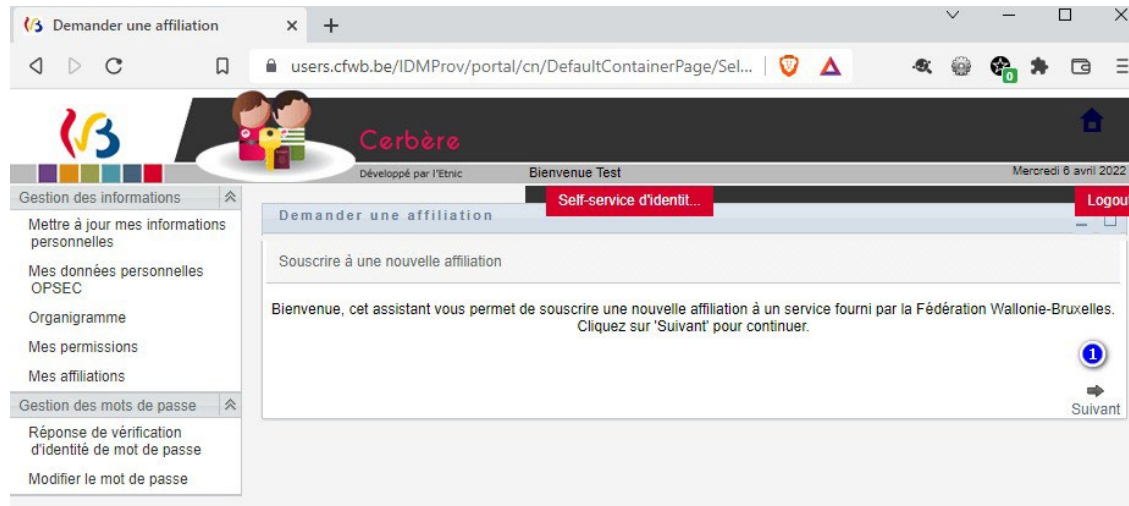 Demander une affiliation
users.cfwb.be/IDMProv/portal/cn/DefaultContainerPage/Sel...
0
Cerbère
Développé par l'Etnic
Bienvenue Test
Mercredi 6 avril 2022
Self-service d'identit...
Logou
Gestion des informations
Mettre à jour mes informations
personnelles
Mes données personnelles
OPSEC
Organigramme
Mes permissions
Mes affiliations
Gestion des mots de passe
Réponse de vérification
d'identité de mot de passe
Modifier le mot de passe
Demander une affiliation
Souscrire à une nouvelle affiliation
Bienvenue, cet assistant vous permet de souscrire une nouvelle affiliation à un service fourni par la Fédération Wallonie-Bruxelles.
Cliquez sur 'Suivant' pour continuer.
1
Suivant